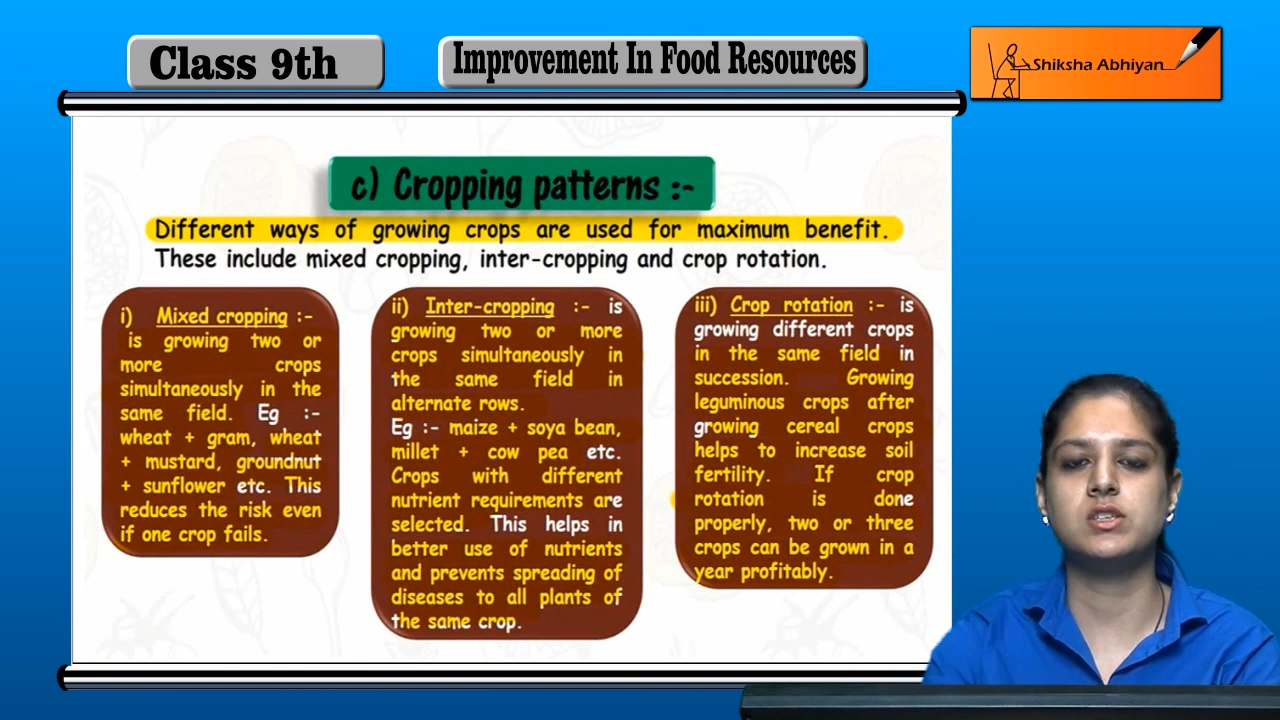 Class 9th
Improvement In Food Resources
Shiksha Abhiyan
c) Cropping patterns :-
Different ways of growing crops are used for maximum benefit.
These include mixed cropping, inter-cropping and crop rotation.
i) Mixed cropping :-
is growing two or
more crops
simultaneously in the
same field. Eg :-
wheat + gram, wheat
+ mustard, groundnut
+ sunflower etc. This
reduces the risk even
if one crop fails.
ii) Inter-cropping :- is
growing two or more
crops simultaneously in
the same field in
alternate rows.
Eg :- maize + soya bean,
millet + cow pea etc.
Crops with different
nutrient requirements are
selected. This helps in
better use of nutrients
and prevents spreading of
diseases to all plants of
the same crop.
iii) Crop rotation :- is
growing different crops
in the same field in
succession. Growing
leguminous crops after
growing cereal crops
helps to increase soil
fertility. If crop
rotation is done
properly, two or three
crops can be grown in a
year profitably.